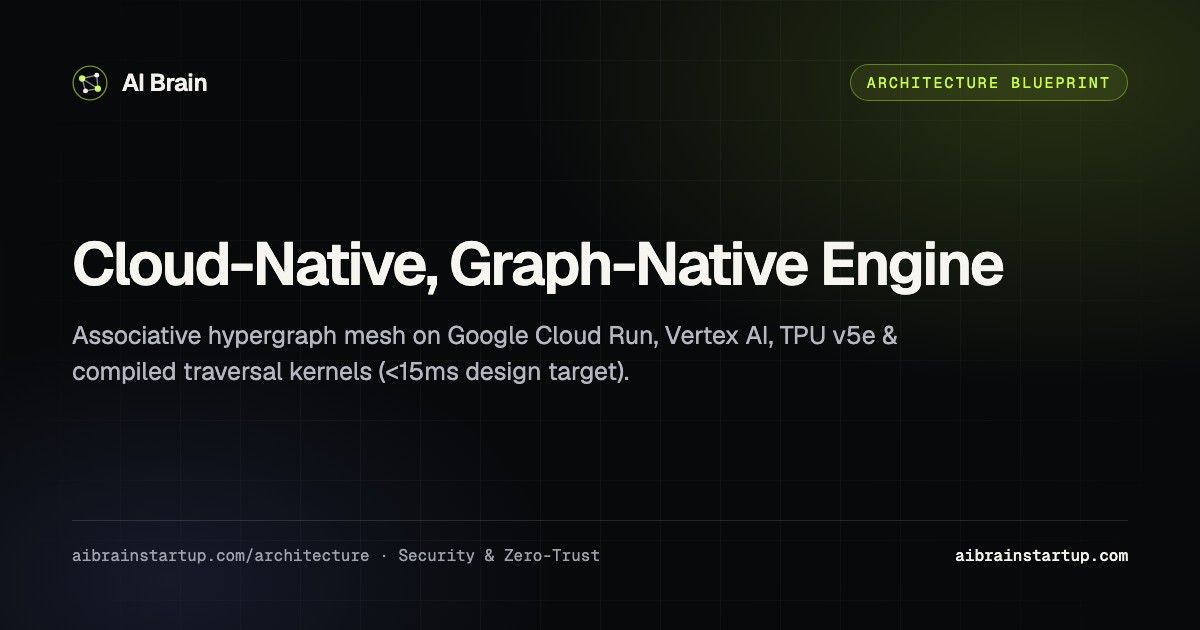 AI Brain
ARCHITECTURE BLUEPRINT
Cloud-Native, Graph-Native Engine
Associative hypergraph mesh on Google Cloud Run, Vertex AI, TPU v5e &
compiled traversal kernels (<15ms design target).
aibrainstartup.com/architecture · Security & Zero-Trust
aibrainstartup.com